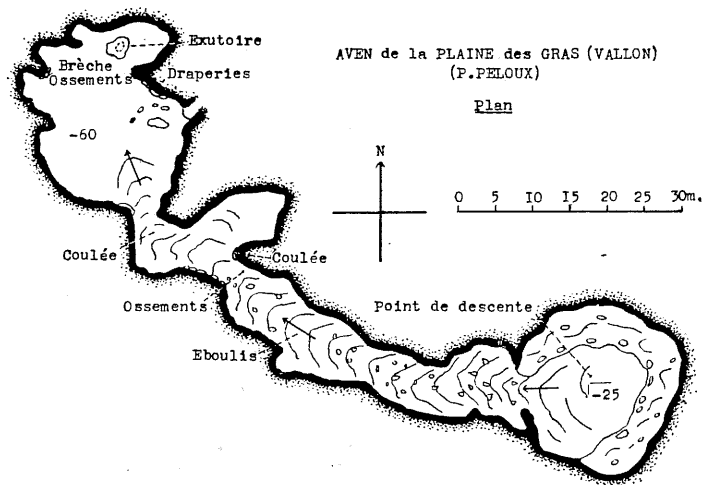 AVEN de la PLAINE des GRAS (VALLON)
(P.PELOUX)
Plan
Exutoire
Brèche
Ossements
Draperies
-60
N
0 5 10 15 20 25 30m.
Coulée
Coulée
Ossements
Point de descente
Eboulis
-25